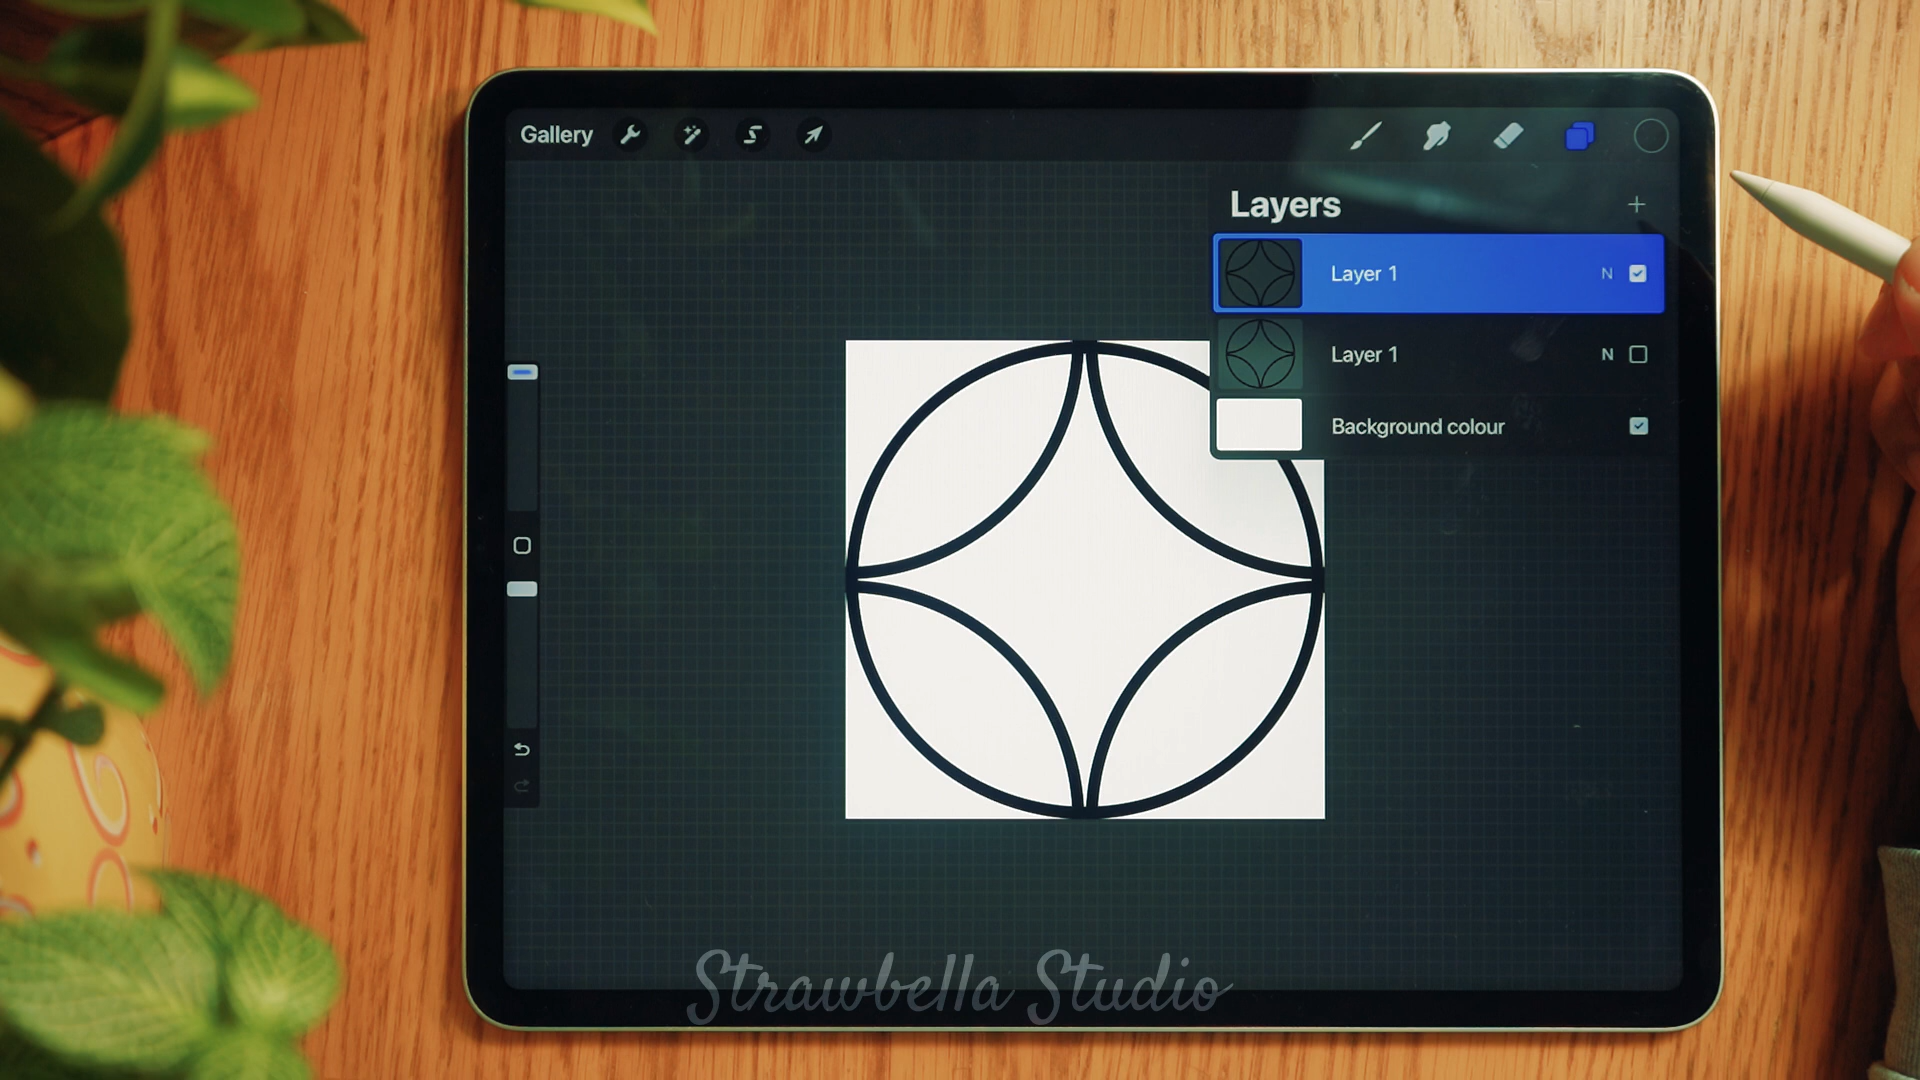 Gallery
Layers
Layer 1 N
Layer 1 N
Background colour
Strawbella Studio